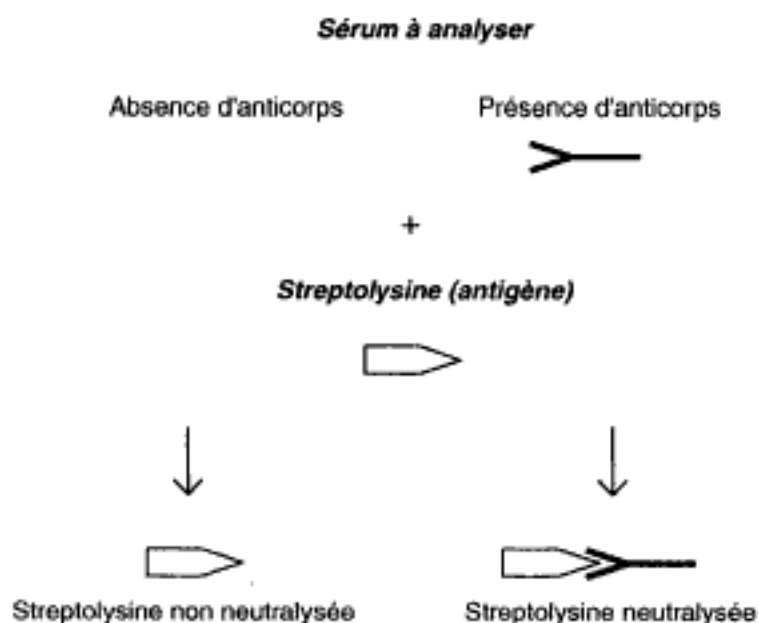 Sérum à analyser
Absence d'anticorps Présence d'anticorps
+
Streptolysine (antigène)
Streptolysine non neutralysée Streptolysine neutralysée